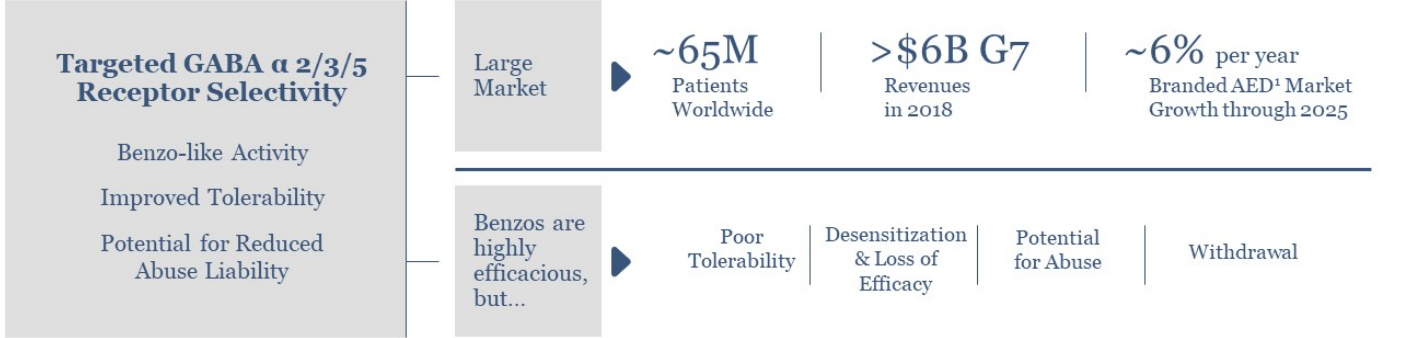 Targeted GABA α 2/3/5
Receptor Selectivity
Benzo-like Activity
Improved Tolerability
Potential for Reduced
Abuse Liability
Large
Market
~65M
Patients
Worldwide
>$6B G7
Revenues
in 2018
~6% per year
Branded AED¹ Market
Growth through 2025
Benzos are
highly
efficacious,
but...
Poor
Tolerability
Desensitization
& Loss of
Efficacy
Potential
for Abuse
Withdrawal